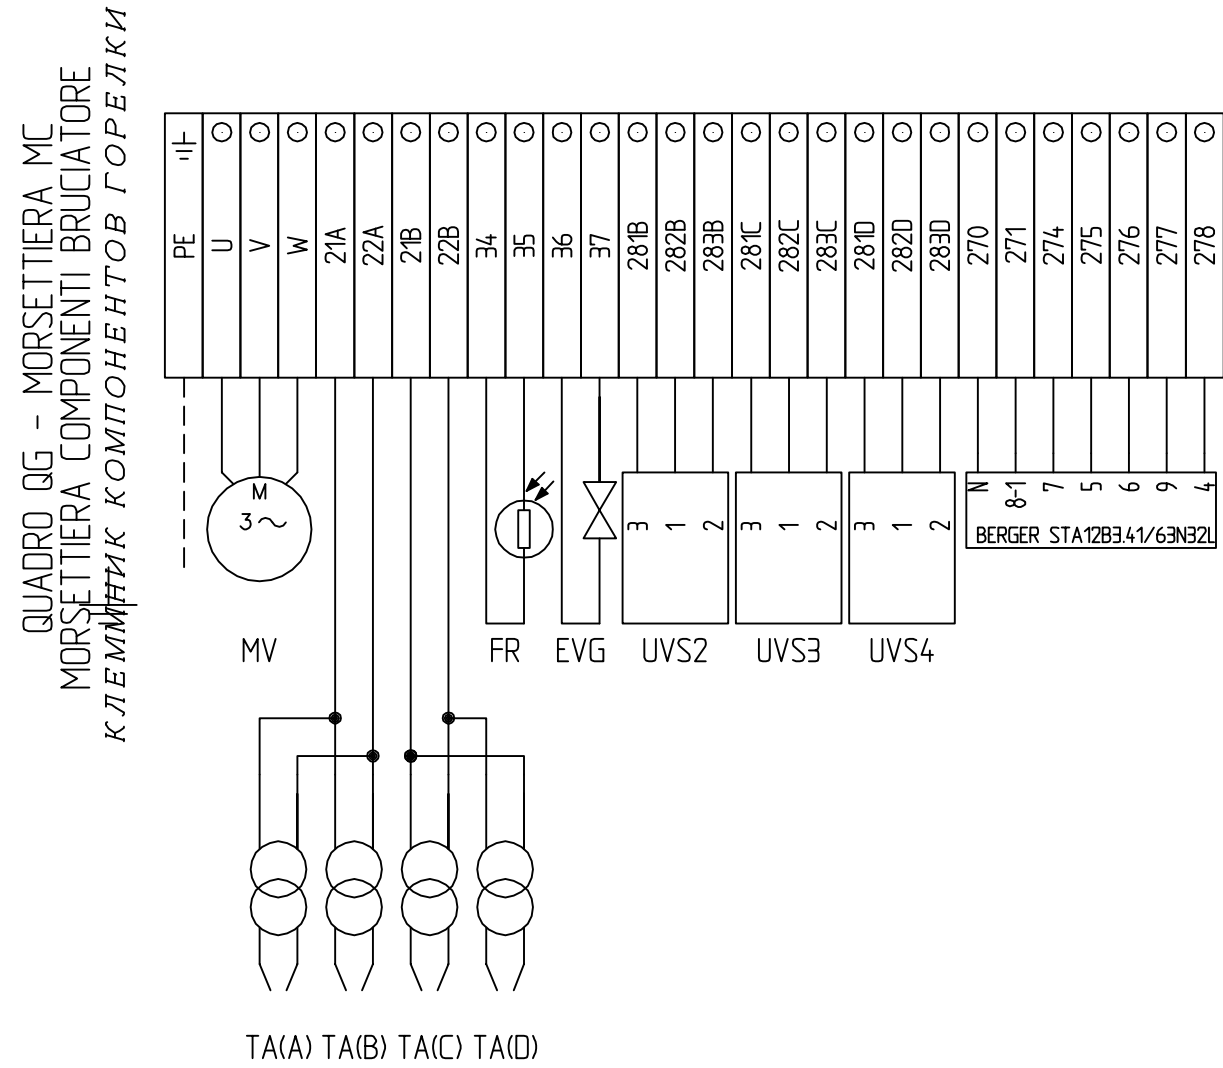 QUADRO QG - MORSETTIERA MC
MORSETTIERA COMPONENTI BRUCIATORE
КЛЕММНИК КОМПОНЕНТОВ ГОРЕЛКИ
PE U V W 21A 22A 21B 22B 34 35 36 37 281B 282B 283B 281C 282C 283C 281D 282D 283D 270 271 274 275 276 277 278
M
3~
3 1 2
3 1 2
3 1 2
N 8-1 7 5 6 9 4
BERGER STA12B3.41/63N32L
MV FR EVG UVS2 UVS3 UVS4
TA(A) TA(B) TA(C) TA(D)